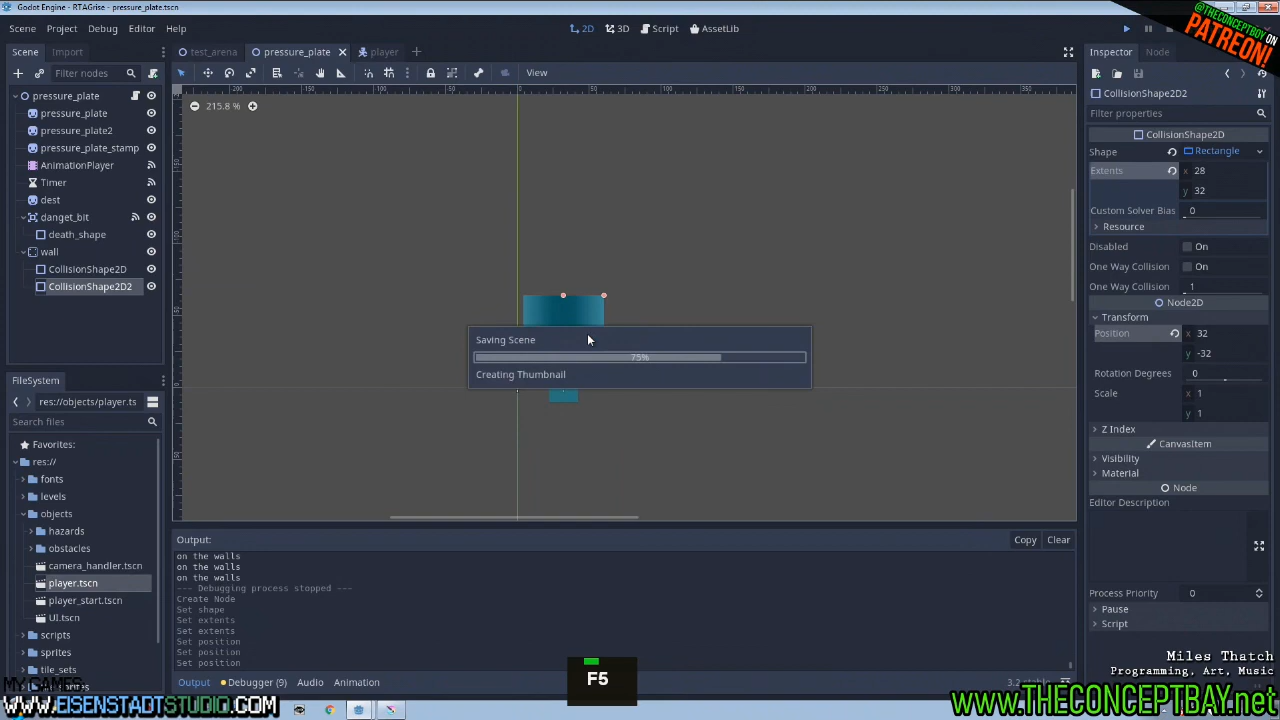 Godot Engine - RTAGrise - pressure_plate.tscn
@THECONCEPTBOY on
PATREON!
Scene Project Debug Editor Help
2D 3D Script AssetLib
Scene Import
test_arena pressure_plate player
Inspector Node
Filter nodes
View
CollisionShape2D2
Filter properties
215.8 %
pressure_plate
pressure_plate
pressure_plate2
pressure_plate_stamp
AnimationPlayer
Timer
dest
danget_bit
death_shape
wall
CollisionShape2D
CollisionShape2D2
CollisionShape2D
Shape Rectangle
Extents x 28
y 32
Custom Solver Bias 0
Resource
Disabled On
One Way Collision On
One Way Collision 1
Node2D
Transform
Position x 32
y -32
Rotation Degrees 0
Scale x 1
y 1
Z Index
CanvasItem
Visibility
Material
Node
Editor Description
Process Priority 0
Pause
Script
Saving Scene
75%
Creating Thumbnail
FileSystem
res://objects/player.ts
Search files
Favorites:
res://
fonts
levels
objects
hazards
obstacles
camera_handler.tscn
player.tscn
player_start.tscn
UI.tscn
scripts
sprites
tile_sets
Output: Copy Clear
on the walls
on the walls
on the walls
--- Debugging process stopped ---
Create Node
Set shape
Set extents
Set extents
Set position
Set position
Set position
Output Debugger (9) Audio Animation
F5
Miles Thatch
Programming, Art, Music
MY GAMES
www.EISENSTADTSTUDIO.COM
www.THECONCEPTBAY.net